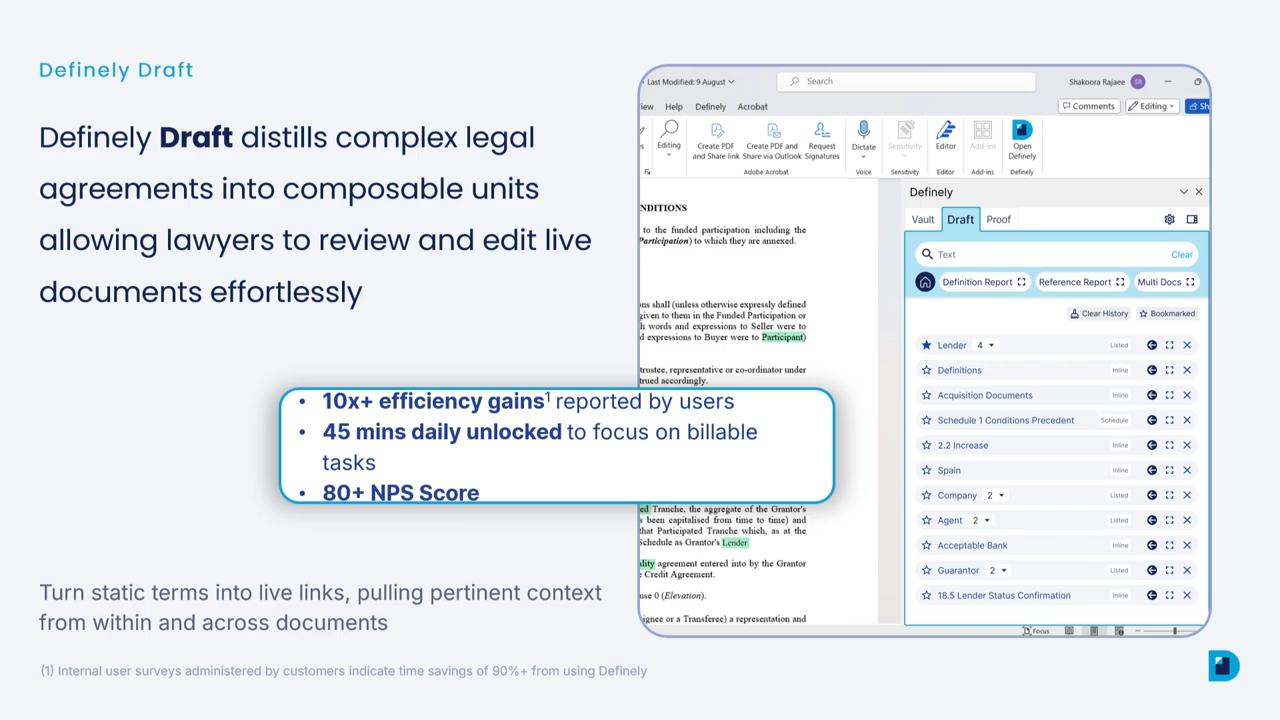 Definely Draft
Definely Draft distills complex legal
agreements into composable units
allowing lawyers to review and edit live
documents effortlessly
• 10x+ efficiency gains1 reported by users
• 45 mins daily unlocked to focus on billable
tasks
• 80+ NPS Score
Turn static terms into live links, pulling pertinent context
from within and across documents
(1) Internal user surveys administered by customers indicate time savings of 90%+ from using Definely
Last Modified: 9 August
Search
Shakoora Rajaee SR
iew Help Definely Acrobat
Comments Editing Sh
Editing
Create PDF
and Share link
Create PDF and
Share via Outlook
Request
Signatures
Dictate
Sensitivity
Editor
Add-ins
Open
Definely
Adobe Acrobat Voice Sensitivity Editor Add-ins Definely
NDITIONS
to the funded participation including the
Participation) to which they are annexed.
ns shall (unless otherwise expressly defined
given to them in the Funded Participation or
h words and expressions to Seller were to
d expressions to Buyer were to Participant)
trustee, representative or co-ordinator under
trued accordingly.
ed Tranche, the aggregate of the Grantor's
s been capitalised from time to time) and
that Participated Tranche which, as at the
Schedule as Grantor's Lender
lity agreement entered into by the Grantor
e Credit Agreement.
use 0 (Elevation).
ignee or a Transferee) a representation and
Definely
Vault Draft Proof
Text Clear
Definition Report Reference Report Multi Docs
Clear History Bookmarked
Lender 4 Listed
Definitions Inline
Acquisition Documents Inline
Schedule 1 Conditions Precedent Schedule
2.2 Increase Inline
Spain Inline
Company 2 Listed
Agent 2 Listed
Acceptable Bank Inline
Guarantor 2 Listed
18.5 Lender Status Confirmation Inline
Focus